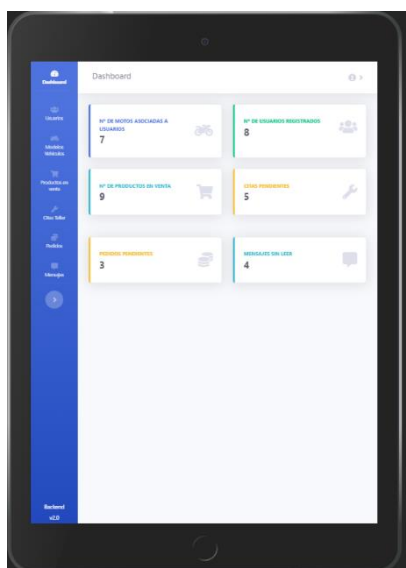 Dashboard
Dashboard
Usuarios
Modelos
Vehículos
Productos en
venta
Citas Taller
Pedidos
Mensajes
Nº DE MOTOS ASOCIADAS A
USUARIOS
7
Nº DE USUARIOS REGISTRADOS
8
Nº DE PRODUCTOS EN VENTA
9
CITAS PENDIENTES
5
PEDIDOS PENDIENTES
3
MENSAJES SIN LEER
4
Backend
v2.0